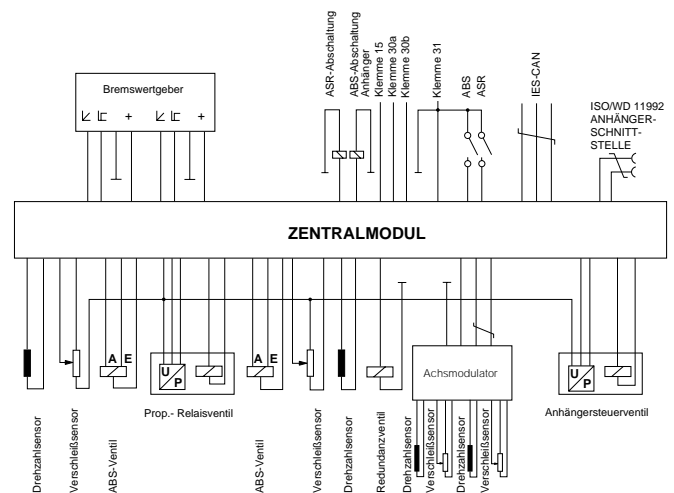 Bremswertgeber
+
+
ASR-Abschaltung
ABS-Abschaltung
Anhänger
Klemme 15
Klemme 30a
Klemme 30b
Klemme 31
ABS
ASR
IES-CAN
ISO/WD 11992
ANHÄNGER-
SCHNITT-
STELLE
ZENTRALMODUL
A E
U
P
A E
U
P
Achsmodulator
Drehzahlsensor
Verschleißsensor
ABS-Ventil
Prop.- Relaisventil
ABS-Ventil
Verschleißsensor
Drehzahlsensor
Redundanzventil
Drehzahlsensor
Verschleißsensor
Drehzahlsensor
Verschleißsensor
Anhängersteuerventil